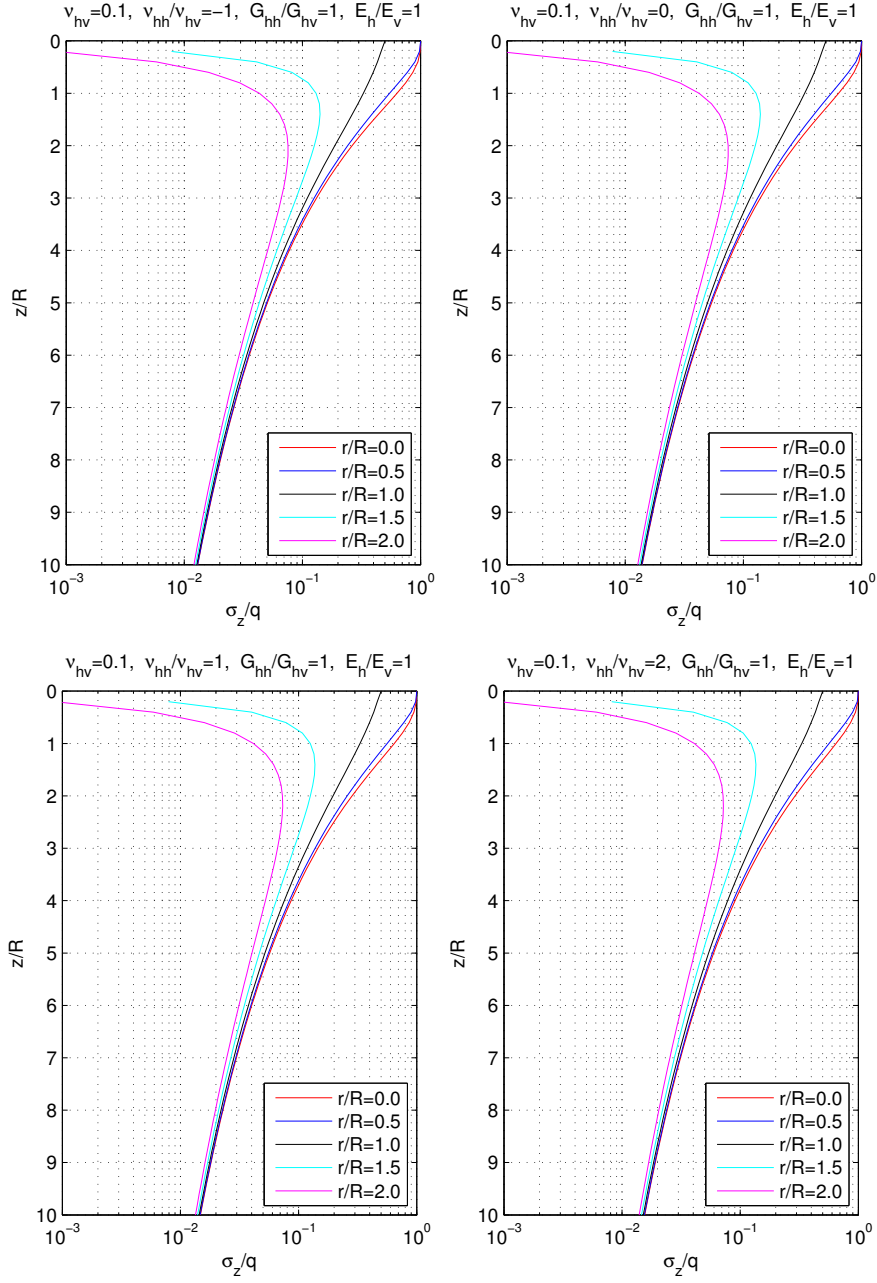 ν_hv=0.1, ν_hh/ν_hv=−1, G_hh/G_hv=1, E_h/E_v=1
0
1
2
3
4
5
6
7
8
9
10
z/R
r/R=0.0
r/R=0.5
r/R=1.0
r/R=1.5
r/R=2.0
10^−3 10^−2 10^−1 10^0
σ_z/q
ν_hv=0.1, ν_hh/ν_hv=0, G_hh/G_hv=1, E_h/E_v=1
0
1
2
3
4
5
6
7
8
9
10
z/R
r/R=0.0
r/R=0.5
r/R=1.0
r/R=1.5
r/R=2.0
10^−3 10^−2 10^−1 10^0
σ_z/q
ν_hv=0.1, ν_hh/ν_hv=1, G_hh/G_hv=1, E_h/E_v=1
0
1
2
3
4
5
6
7
8
9
10
z/R
r/R=0.0
r/R=0.5
r/R=1.0
r/R=1.5
r/R=2.0
10^−3 10^−2 10^−1 10^0
σ_z/q
ν_hv=0.1, ν_hh/ν_hv=2, G_hh/G_hv=1, E_h/E_v=1
0
1
2
3
4
5
6
7
8
9
10
z/R
r/R=0.0
r/R=0.5
r/R=1.0
r/R=1.5
r/R=2.0
10^−3 10^−2 10^−1 10^0
σ_z/q